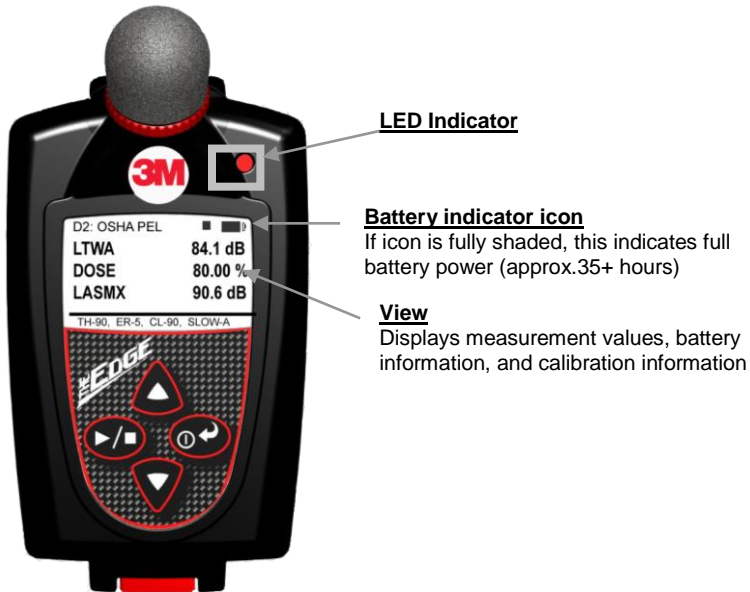 LED Indicator
3M
D2: OSHA PEL
LTWA 84.1 dB
DOSE 80.00 %
LASMX 90.6 dB
TH-90, ER-5, CL-90, SLOW-A
THE EDGE
Battery indicator icon
If icon is fully shaded, this indicates full
battery power (approx.35+ hours)
View
Displays measurement values, battery
information, and calibration information